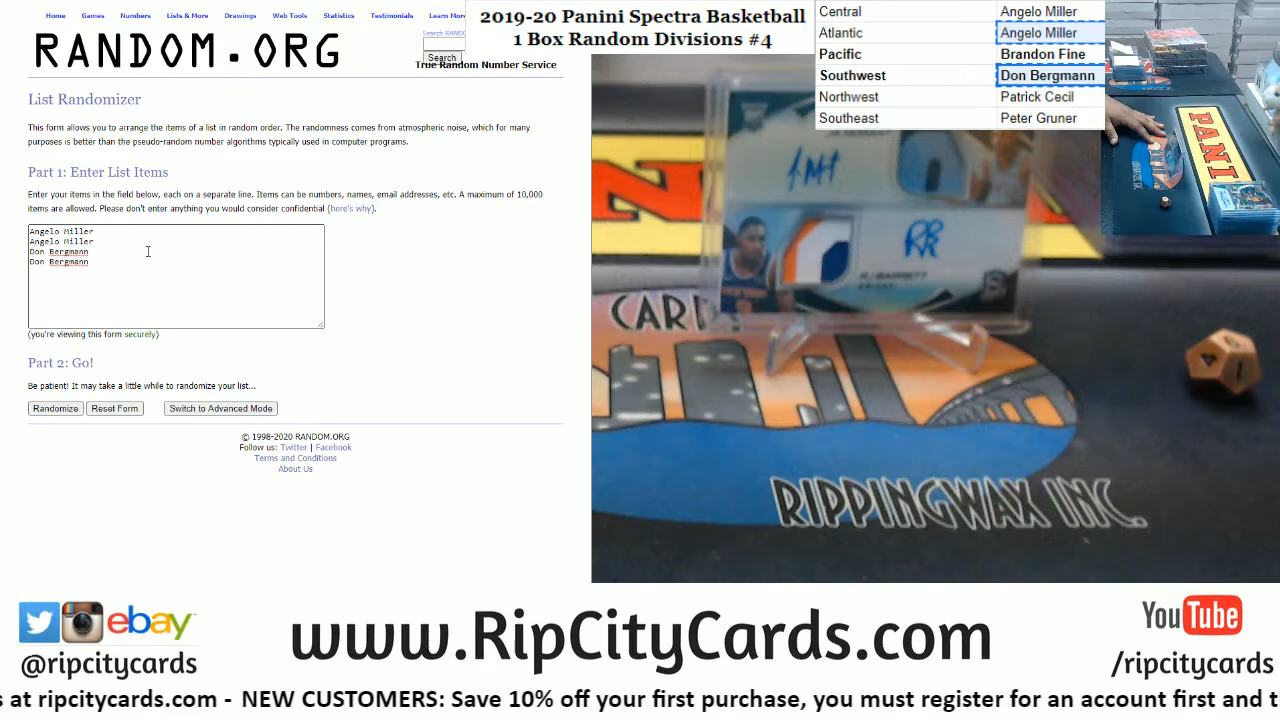 Home Games Numbers Lists & More Drawings Web Tools Statistics Testimonials Learn More
RANDOM.ORG
Search RAND
Search
True Random Number Service
2019-20 Panini Spectra Basketball
1 Box Random Divisions #4
Central Angelo Miller
Atlantic Angelo Miller
Pacific Brandon Fine
Southwest Don Bergmann
Northwest Patrick Cecil
Southeast Peter Gruner
List Randomizer
This form allows you to arrange the items of a list in random order. The randomness comes from atmospheric noise, which for many
purposes is better than the pseudo-random number algorithms typically used in computer programs.
Part 1: Enter List Items
Enter your items in the field below, each on a separate line. Items can be numbers, names, email addresses, etc. A maximum of 10,000
items are allowed. Please don't enter anything you would consider confidential (here's why).
Angelo Miller
Angelo Miller
Don Bergmann
Don Bergmann
(you're viewing this form securely)
Part 2: Go!
Be patient! It may take a little while to randomize your list...
Randomize Reset Form Switch to Advanced Mode
© 1998-2020 RANDOM.ORG
Follow us: Twitter | Facebook
Terms and Conditions
About Us
PANINI
RJ BARRETT
CARD
4
1
RIPPINGWAX INC.
ebay
@ripcitycards
www.RipCityCards.com
YouTube
/ripcitycards
s at ripcitycards.com - NEW CUSTOMERS: Save 10% off your first purchase, you must register for an account first and t